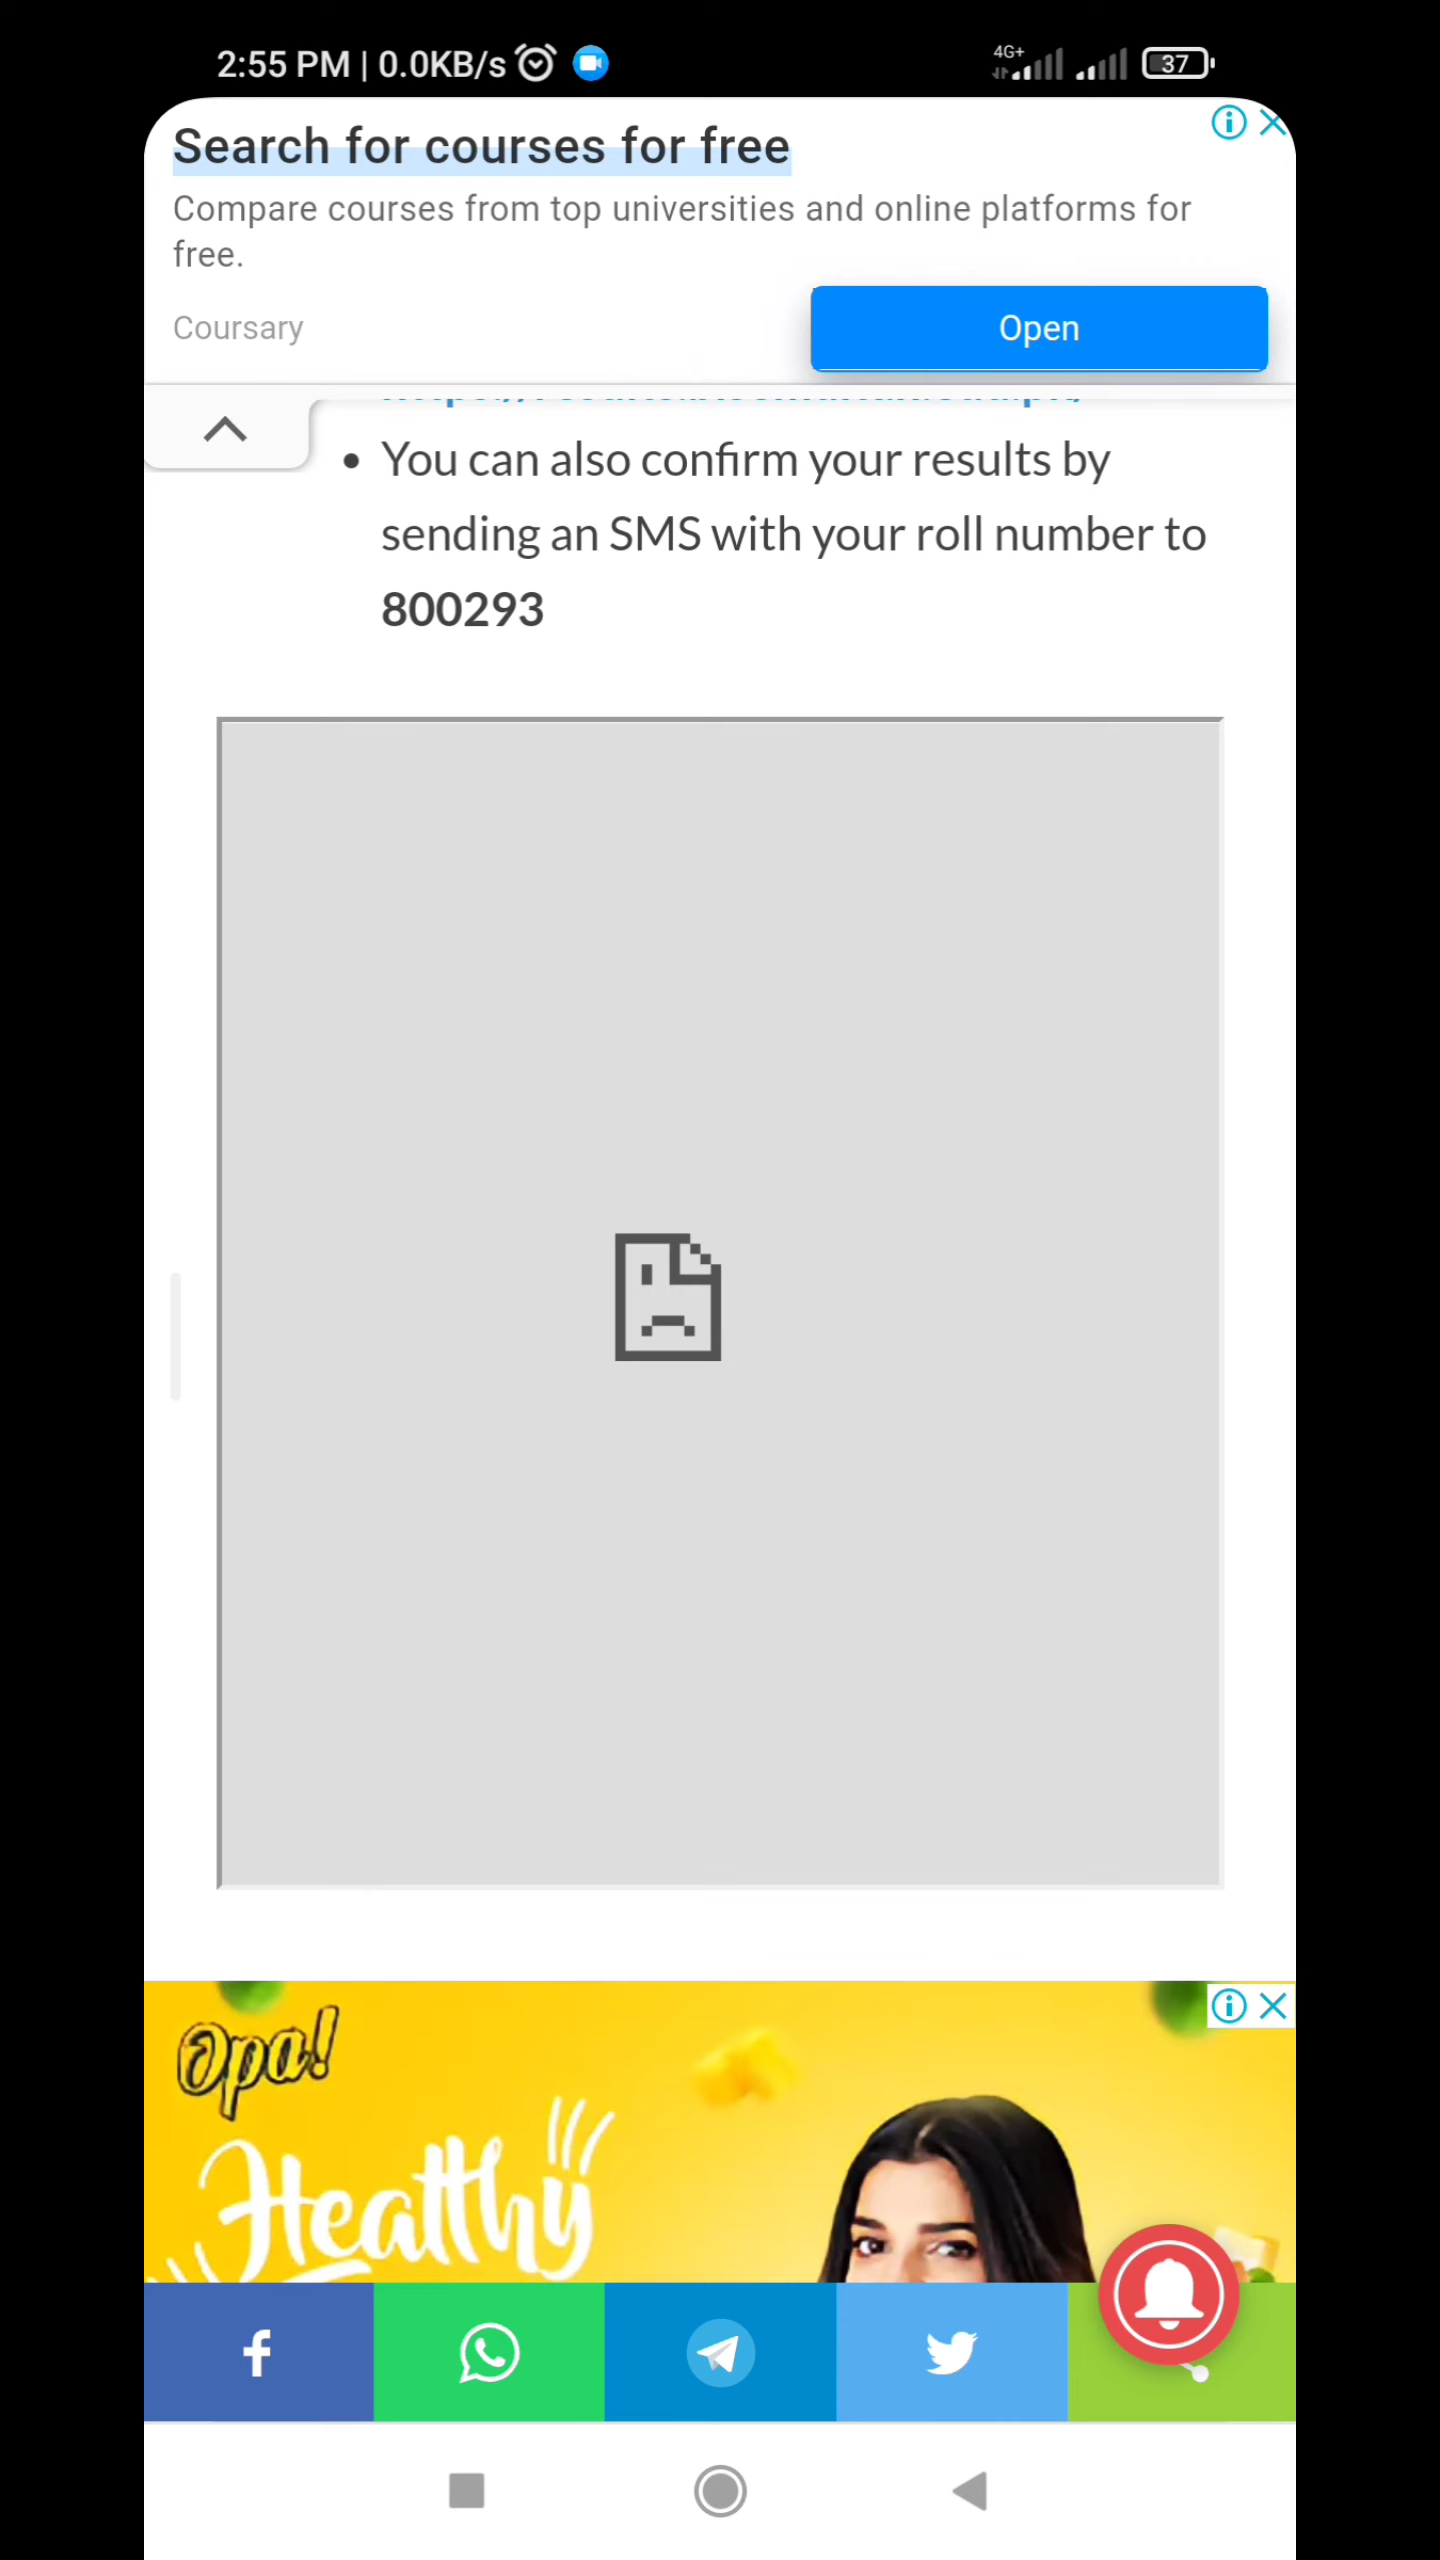 2:55 PM | 0.0KB/s
4G+
37
Search for courses for free
Compare courses from top universities and online platforms for
free.
Coursary
Open
• You can also confirm your results by
sending an SMS with your roll number to
800293
Opa!
Healthy